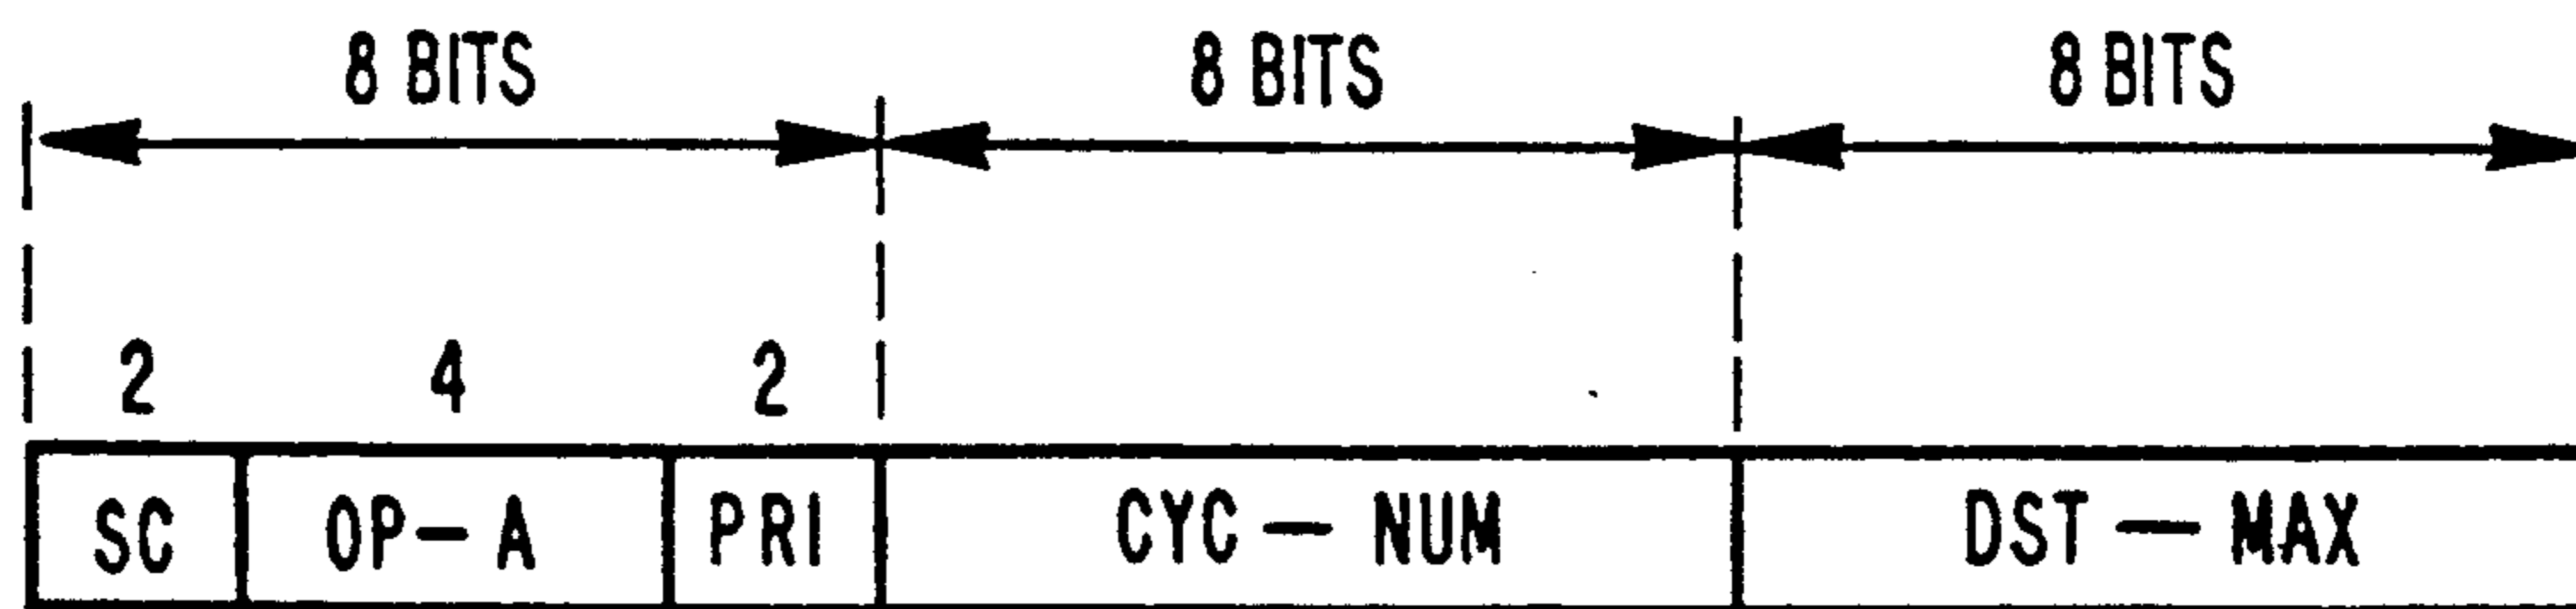 8 BITS 8 BITS 8 BITS
2 4 2
SC OP-A PRI CYC — NUM DST — MAX